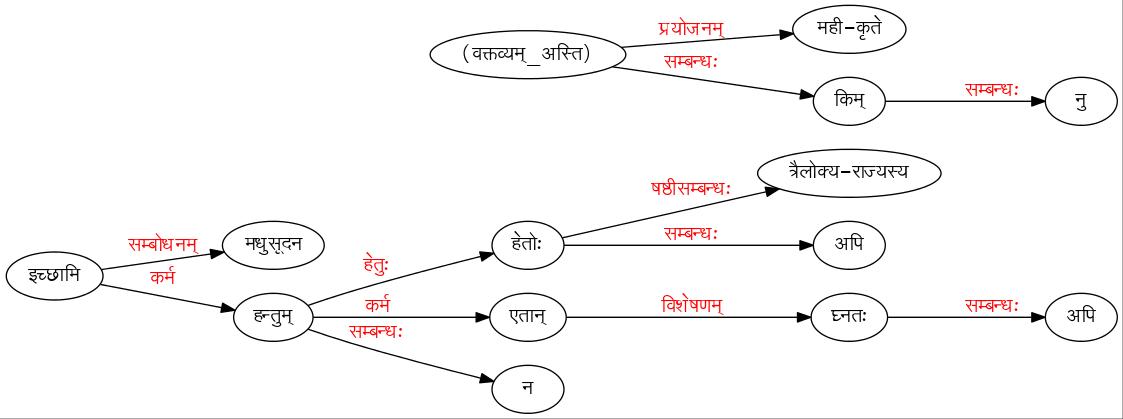 प्रयोजनम्
मही-कृते
(वक्तव्यम्_अस्ति)
सम्बन्धः
किम्
सम्बन्धः
नु
त्रैलोक्य-राज्यस्य
षष्ठीसम्बन्धः
सम्बोधनम्
मधुसूदन
हेतोः
सम्बन्धः
अपि
इच्छामि
कर्म
हेतुः
हन्तुम्
कर्म
एतान्
विशेषणम्
घ्नतः
सम्बन्धः
अपि
सम्बन्धः
न